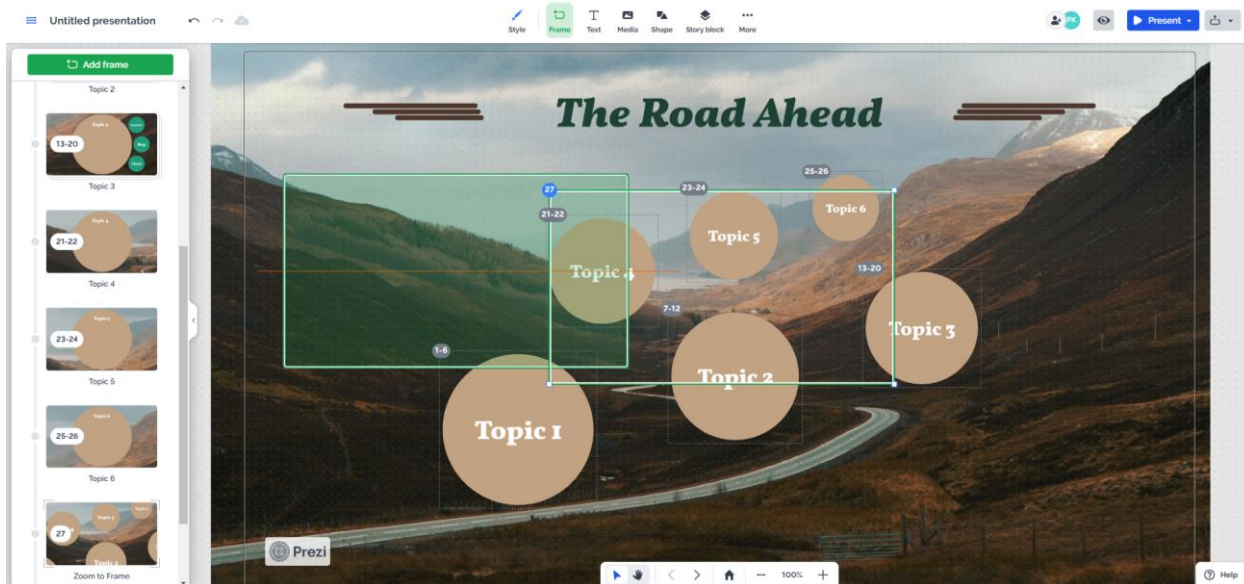 Untitled presentation
Style
Frame
Text
Media
Shape
Story block
More
Present
Add frame
Topic 2
13-20
Topic 3
21-22
Topic 4
23-24
Topic 5
25-26
Topic 6
27
Zoom to Frame
The Road Ahead
27
21-22
Topic 4
23-24
Topic 5
25-26
Topic 6
13-20
Topic 3
7-12
Topic 2
1-6
Topic 1
Prezi
100%
Help